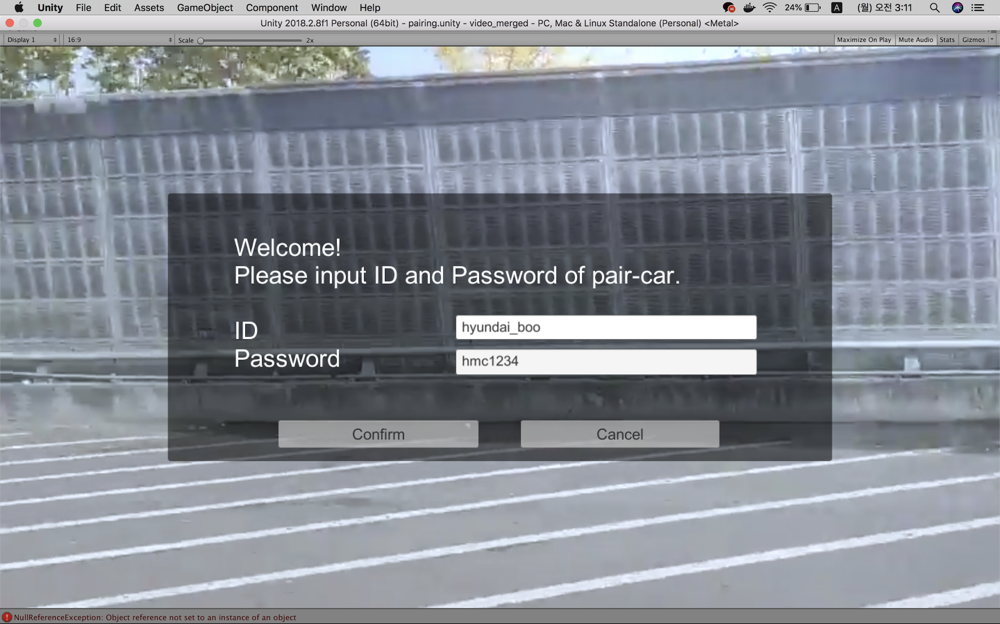 Unity File Edit Assets GameObject Component Window Help 24% A (월) 오전 3:11
Unity 2018.2.8f1 Personal (64bit) - pairing.unity - video_merged - PC, Mac & Linux Standalone (Personal) <Metal>
Display 1 16:9 Scale 2x Maximize On Play Mute Audio Stats Gizmos
Welcome!
Please input ID and Password of pair-car.
ID hyundai_boo
Password hmc1234
Confirm Cancel
NullReferenceException: Object reference not set to an instance of an object